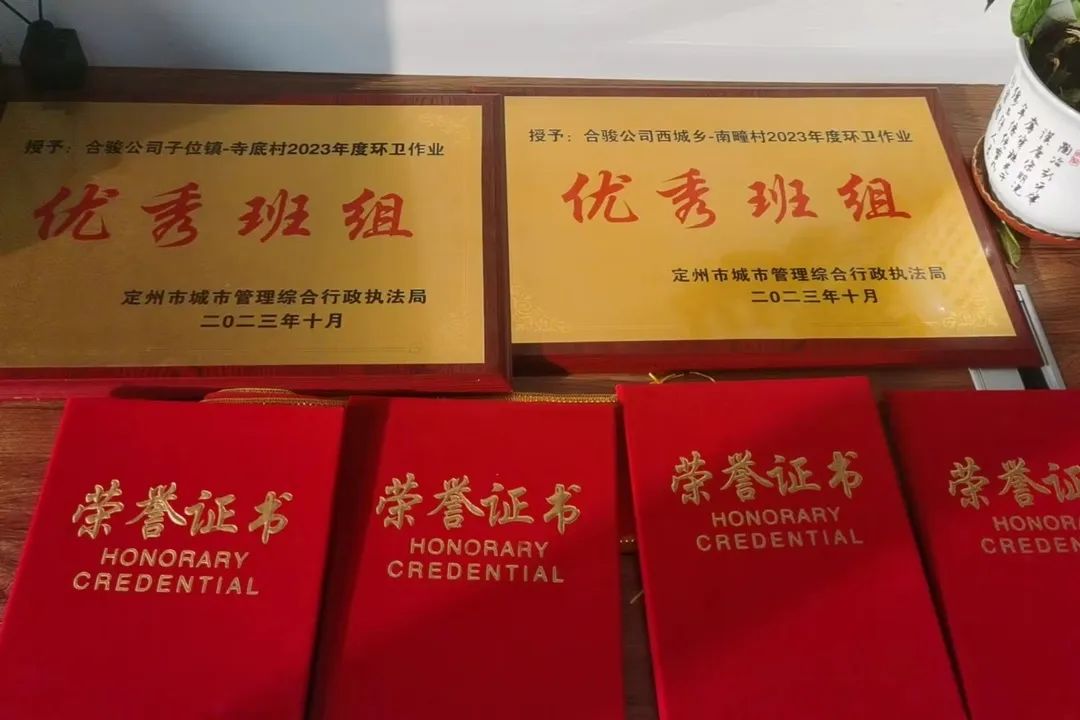 授予：合骏公司子位镇-寺底村2023年度环卫作业
优秀班组
定州市城市管理综合行政执法局
二〇二三年十月
授予：合骏公司西城乡-南疃村2023年度环卫作业
优秀班组
定州市城市管理综合行政执法局
二〇二三年十月
荣誉证书
HONORARY
CREDENTIAL
荣誉证书
HONORARY
CREDENTIAL
荣誉证书
HONORARY
CREDENTIAL
荣誉证
HONORA
CREDEN